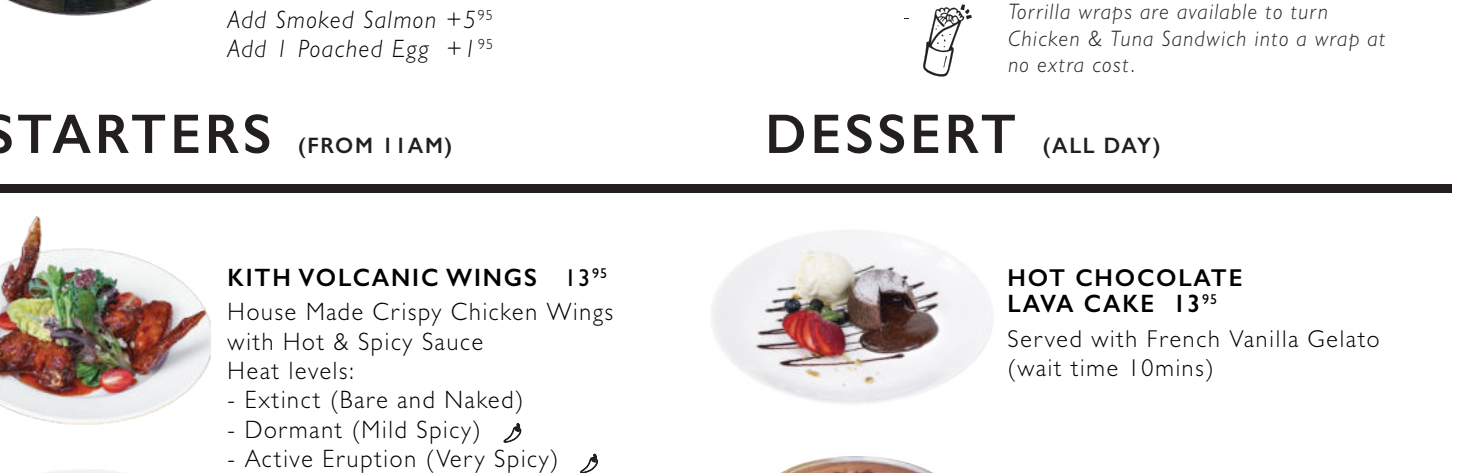 Add Smoked Salmon +5⁹⁵
Add 1 Poached Egg +1⁹⁵
-
Torrilla wraps are available to turn
Chicken & Tuna Sandwich into a wrap at
no extra cost.
STARTERS (FROM 11AM)
KITH VOLCANIC WINGS 13⁹⁵
House Made Crispy Chicken Wings
with Hot & Spicy Sauce
Heat levels:
- Extinct (Bare and Naked)
- Dormant (Mild Spicy)
- Active Eruption (Very Spicy)
DESSERT (ALL DAY)
HOT CHOCOLATE
LAVA CAKE 13⁹⁵
Served with French Vanilla Gelato
(wait time 10mins)